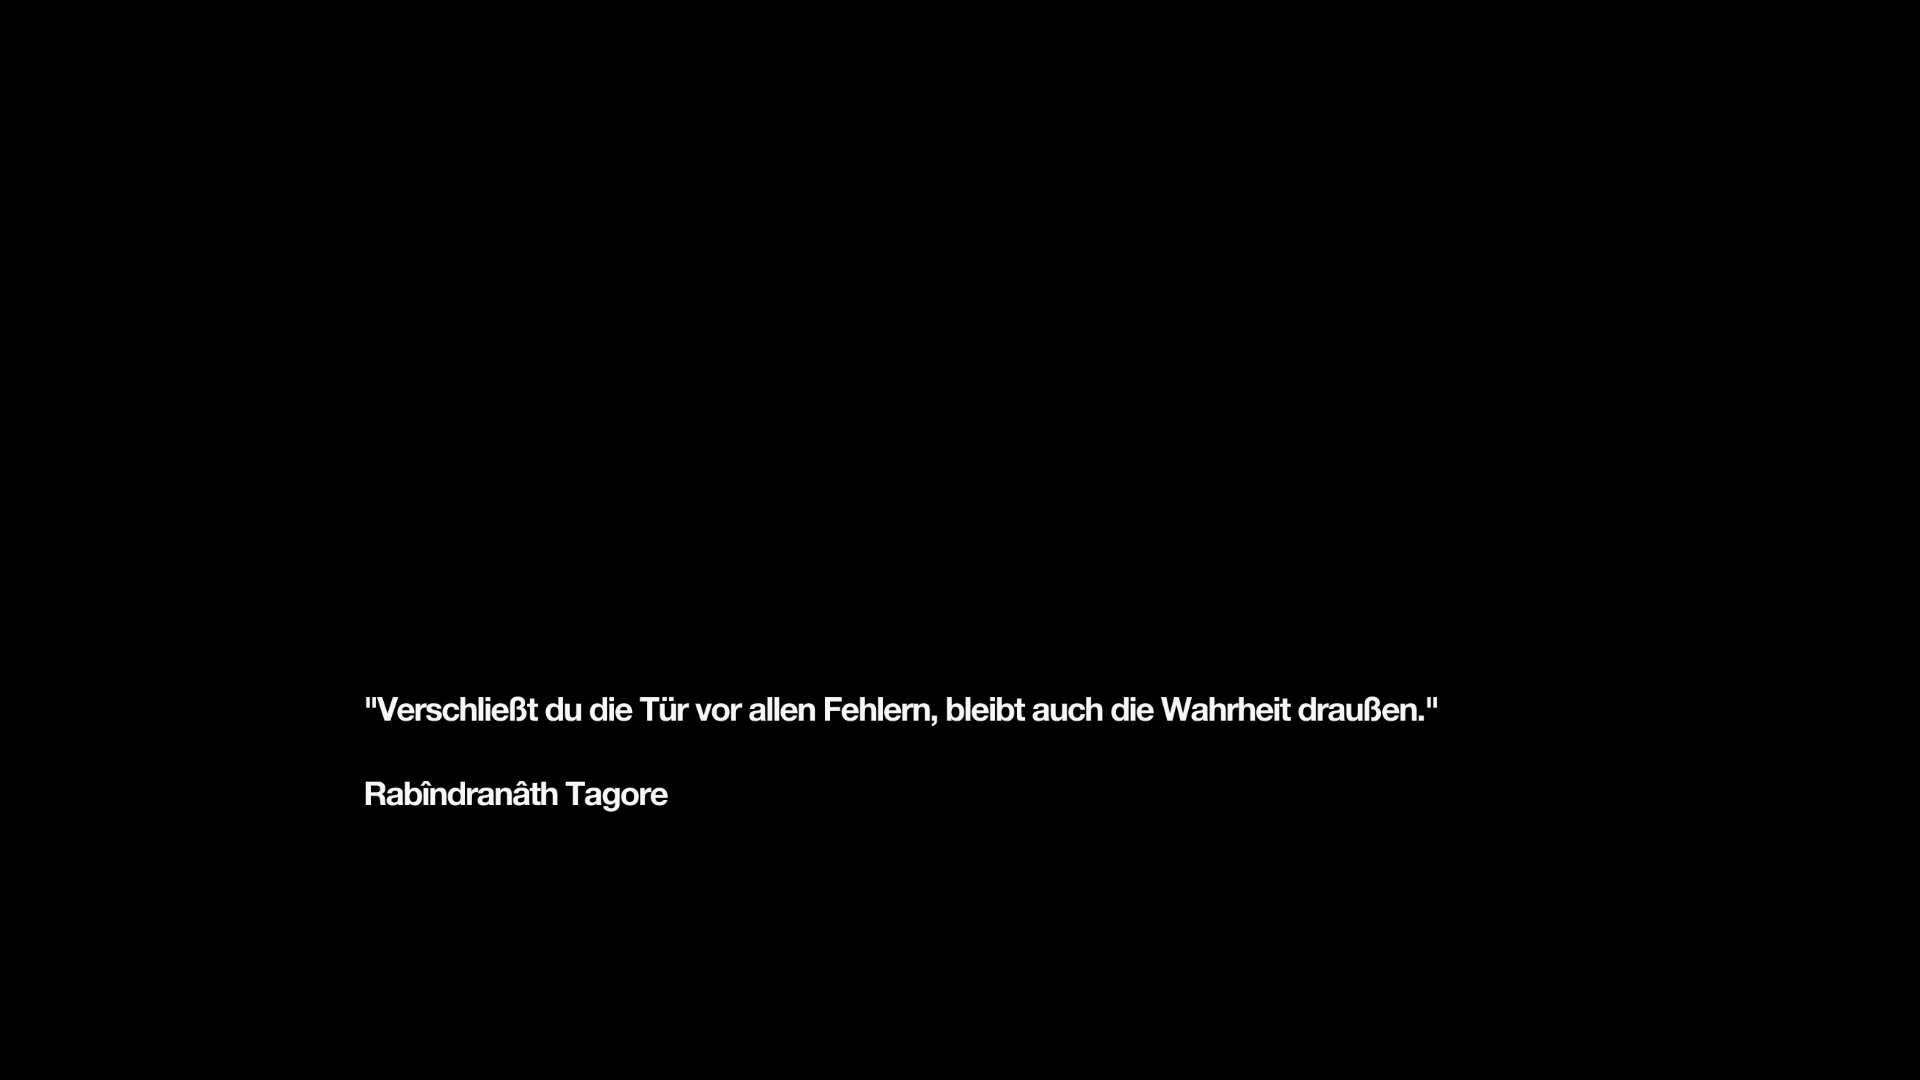 "Verschließt du die Tür vor allen Fehlern, bleibt auch die Wahrheit draußen."
Rabîndranâth Tagore